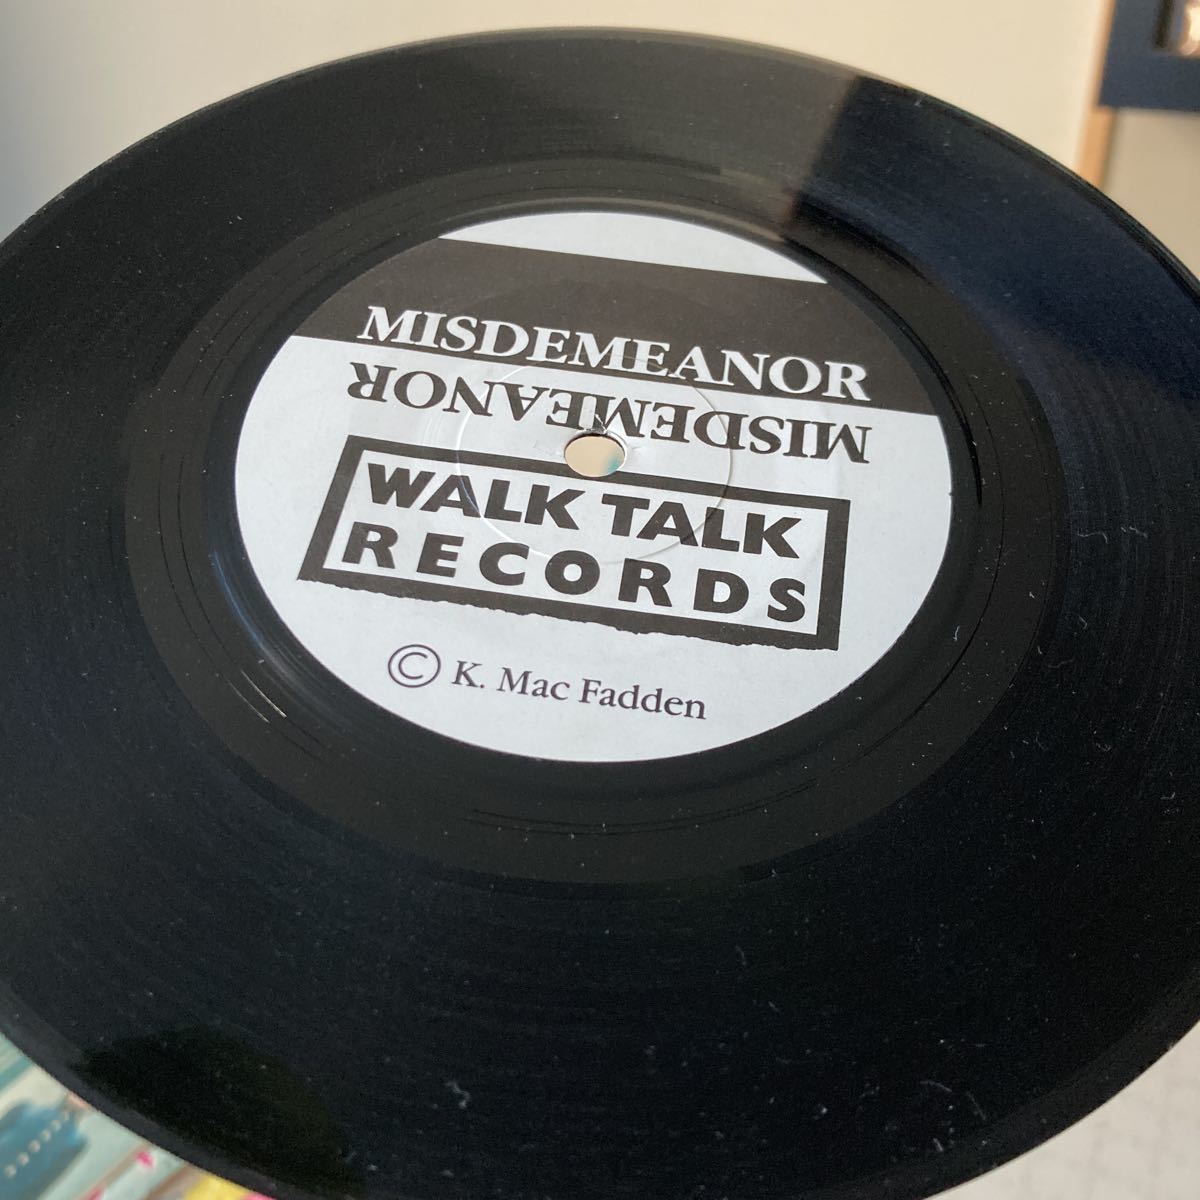 MISDEMEANOR
MISDEMEANOR
WALK TALK
RECORDS
© K. Mac Fadden